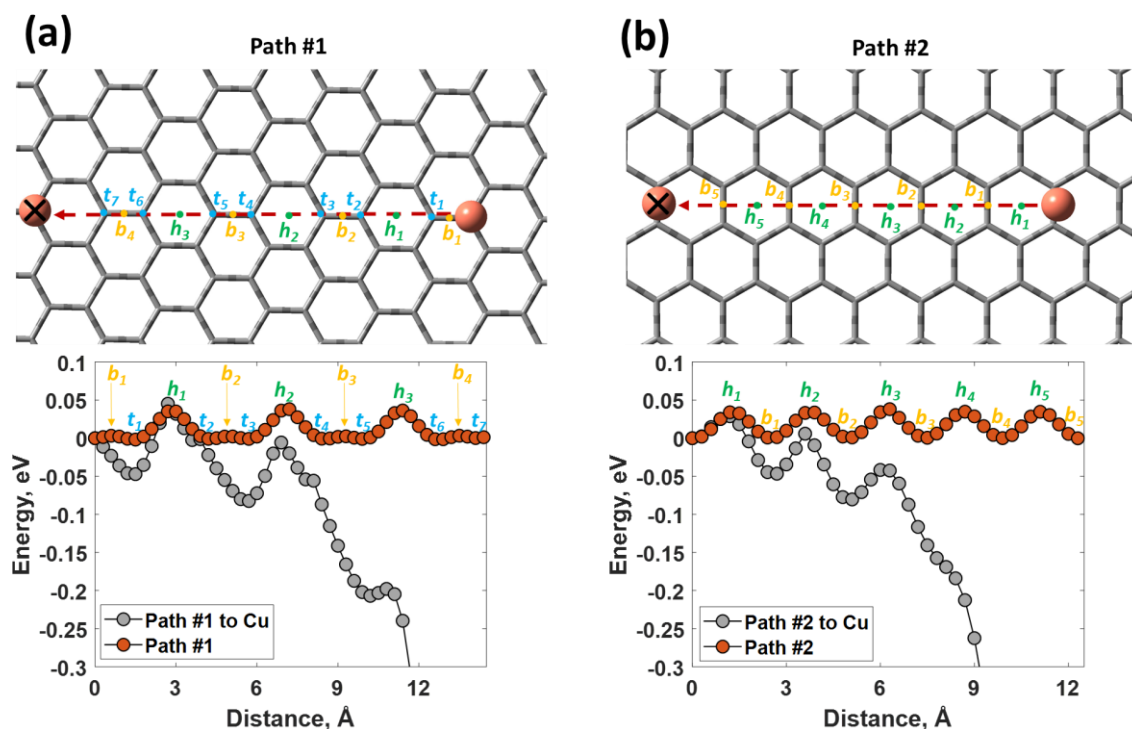 (a)
Path #1
t7 t6 t5 t4 t3 t2 t1
b4 h3 b3 h2 b2 h1 b1
b1 h1 b2 h2 b3 h3 b4
t1 t2 t3 t4 t5 t6 t7
0.1
0.05
0
-0.05
-0.1
-0.15
-0.2
-0.25
-0.3
Energy, eV
Path #1 to Cu
Path #1
0 3 6 9 12
Distance, Å
(b)
Path #2
b5 b4 b3 b2 b1
h5 h4 h3 h2 h1
h1 h2 h3 h4 h5
b1 b2 b3 b4 b5
0.1
0.05
0
-0.05
-0.1
-0.15
-0.2
-0.25
-0.3
Energy, eV
Path #2 to Cu
Path #2
0 3 6 9 12
Distance, Å